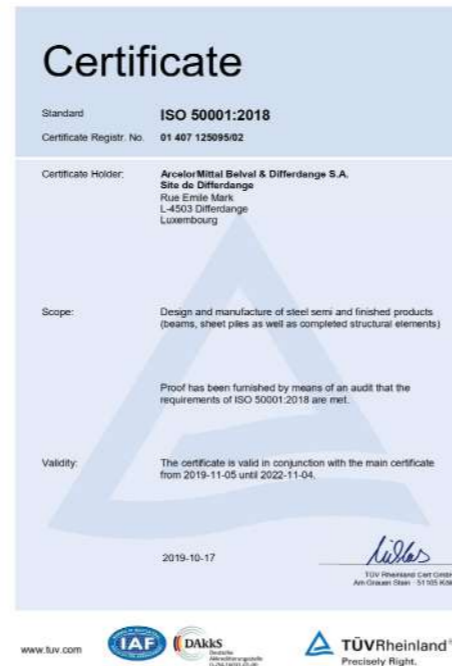 Certificate
Standard ISO 50001:2018
Certificate Registr. No. 01 407 125095/02
Certificate Holder: ArcelorMittal Belval & Differdange S.A.
Site de Differdange
Rue Emile Mark
L-4503 Differdange
Luxembourg
Scope: Design and manufacture of steel semi and finished products
(beams, sheet piles as well as completed structural elements)
Proof has been furnished by means of an audit that the
requirements of ISO 50001:2018 are met.
Validity: The certificate is valid in conjunction with the main certificate
from 2019-11-05 until 2022-11-04.
2019-10-17
TÜV Rheinland Cert GmbH
Am Grauen Stein · 51105 Köln
www.tuv.com
IAF
DAkkS
Deutsche
Akkreditierungsstelle
TÜVRheinland®
Precisely Right.